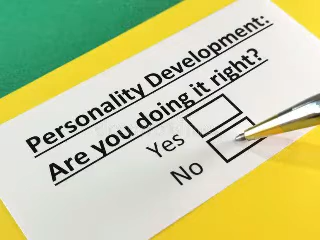 Personality Development:
Are you doing it right?
Yes
No